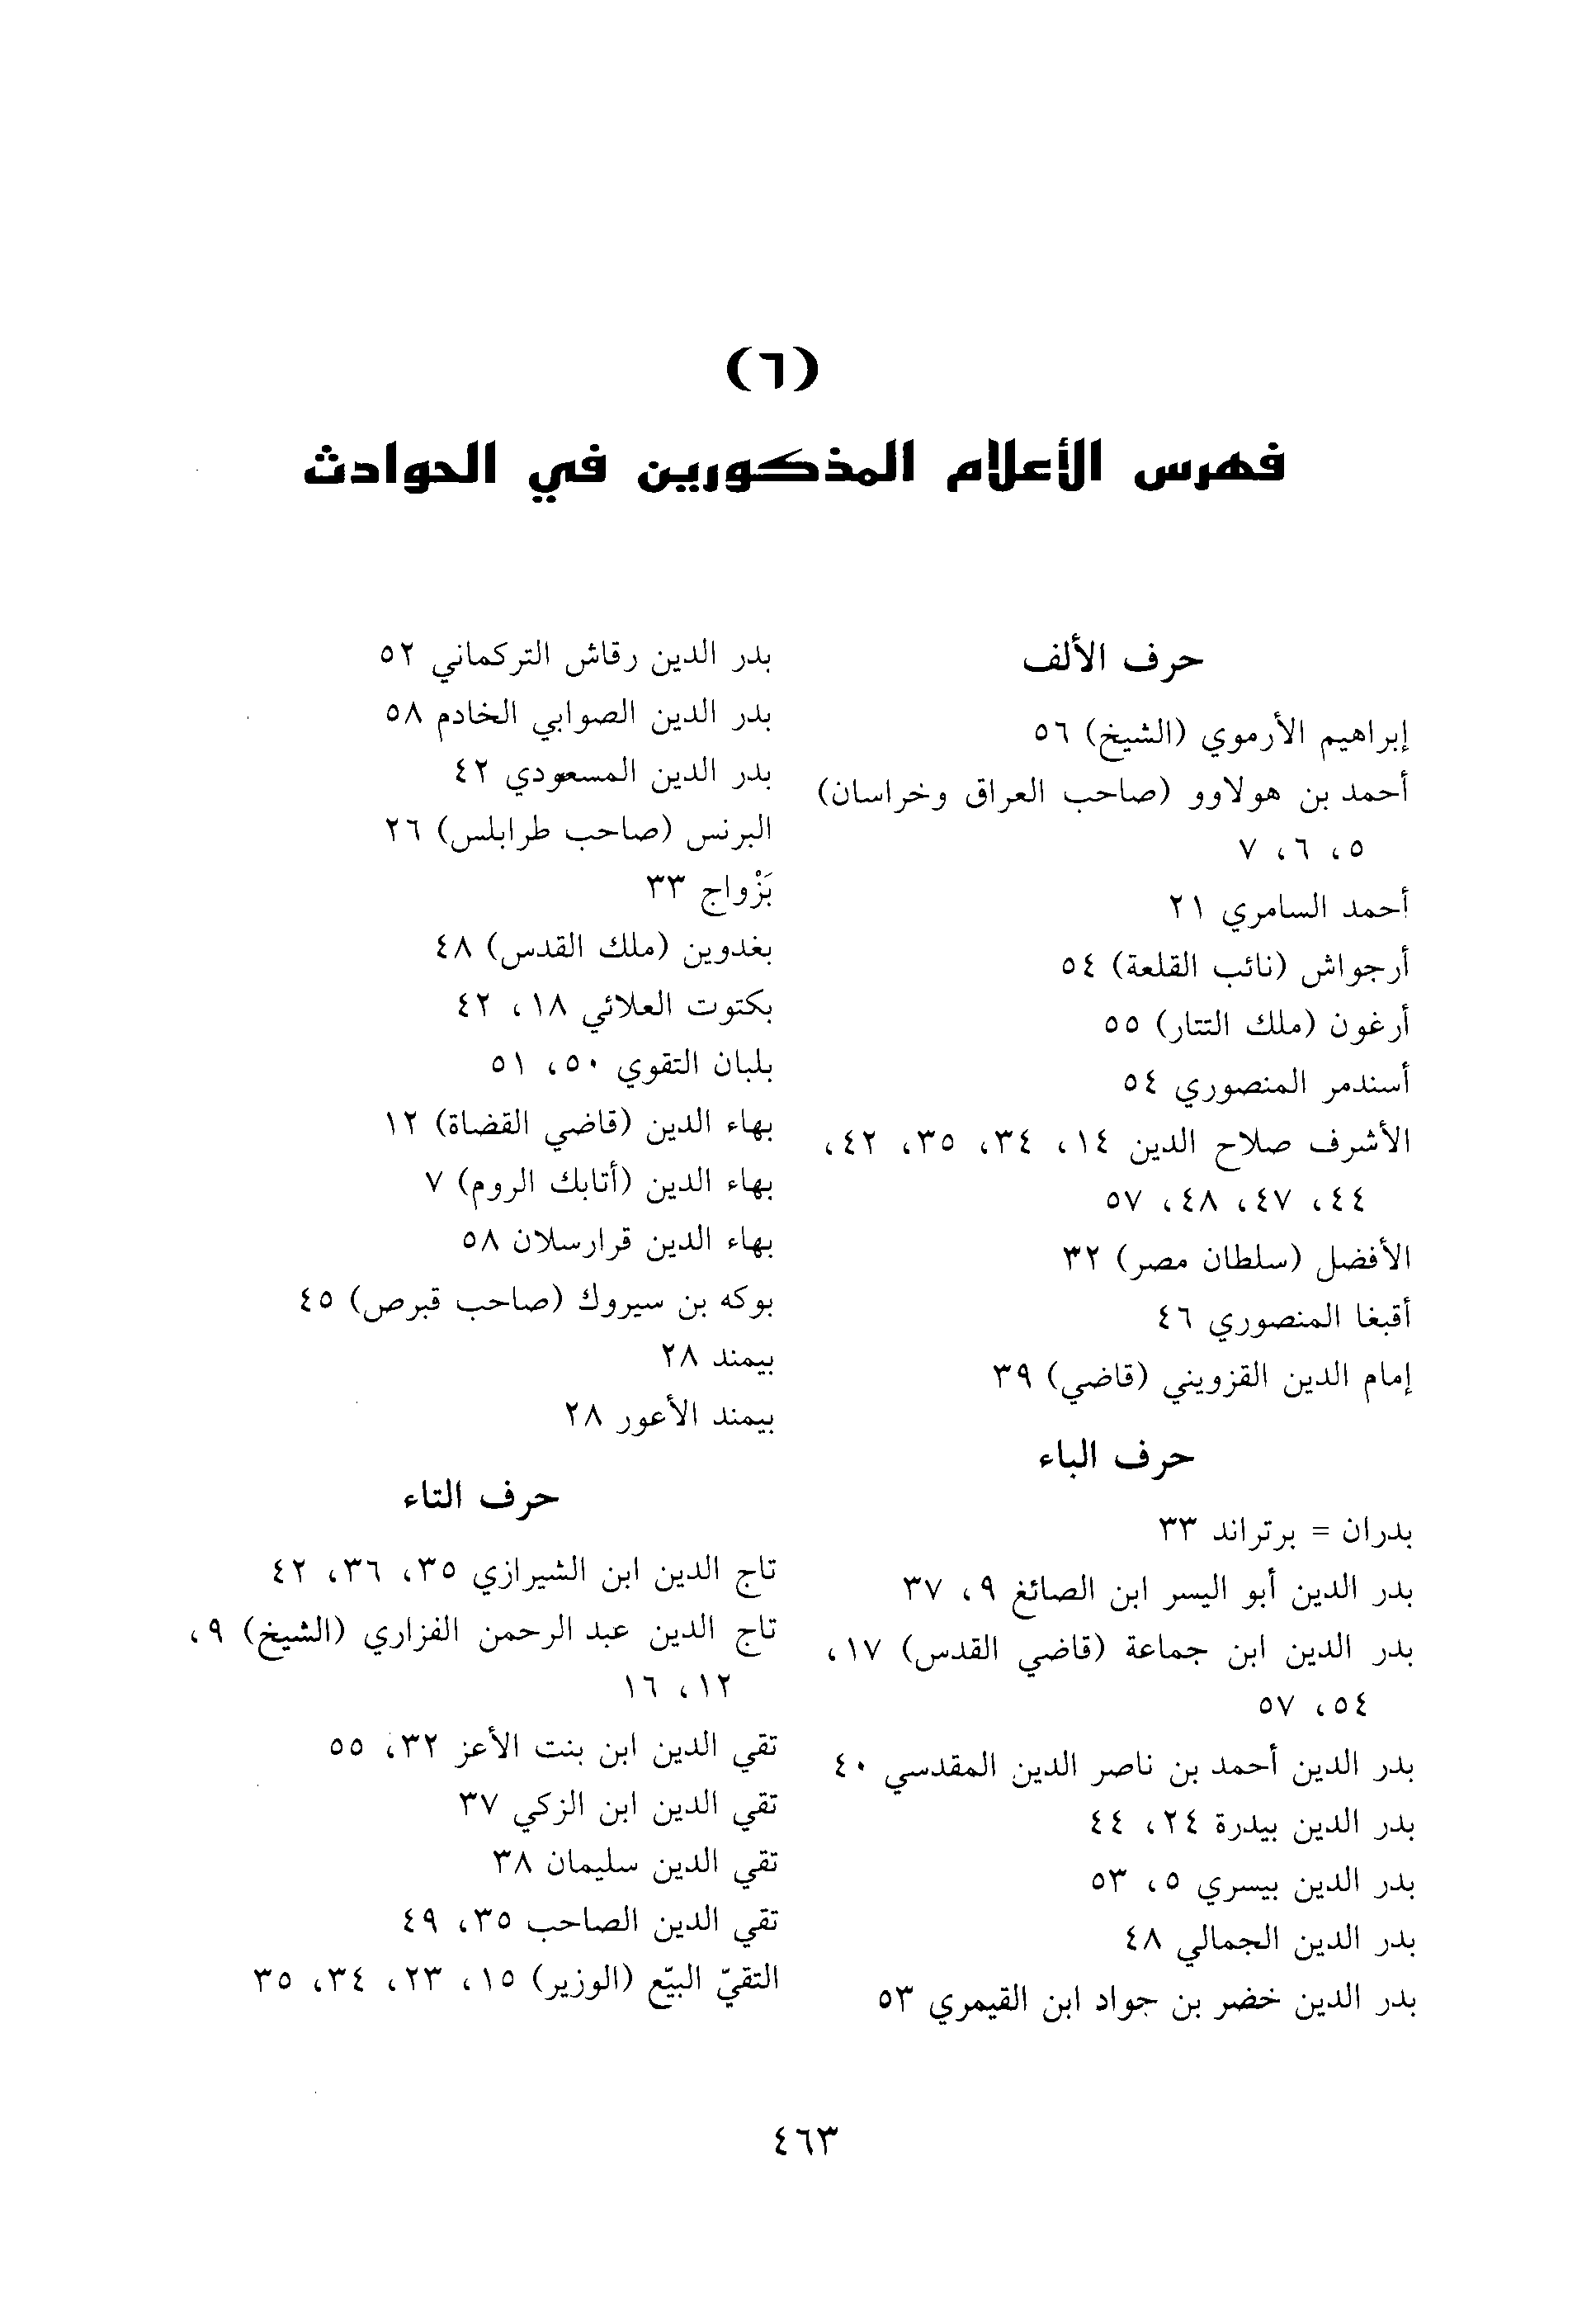 (٦)
فهرس الأعلام المذكورين في الحوادث
حرف الألف
إبراهيم الأرموي (الشيخ) ٥٦
أحمد بن هولاوو (صاحب العراق وخراسان)
٥، ٦، ٧
أحمد السامري ٢١
أرجواش (نائب القلعة) ٥٤
أرغون (ملك التتار) ٥٥
أسندمر المنصوري ٥٤
الأشرف صلاح الدين ١٤، ٣٤، ٣٥، ٤٢،
٤٤، ٤٧، ٤٨، ٥٧
الأفضل (سلطان مصر) ٣٢
أقبغا المنصوري ٤٦
إمام الدين القزويني (قاضي) ٣٩
حرف الباء
بدران = برتراند ٣٣
بدر الدين أبو اليسر ابن الصائغ ٩، ٣٧
بدر الدين ابن جماعة (قاضي القدس) ١٧،
٥٤، ٥٧
بدر الدين أحمد بن ناصر الدين المقدسي ٤٠
بدر الدين بيدرة ٢٤، ٤٤
بدر الدين بيسري ٥، ٥٣
بدر الدين الجمالي ٤٨
بدر الدين خضر بن جواد ابن القيمري ٥٣
بدر الدين رقاش التركماني ٥٢
بدر الدين الصوابي الخادم ٥٨
بدر الدين المسعودي ٤٢
البرنس (صاحب طرابلس) ٢٦
بَزْواج ٣٣
بغدوين (ملك القدس) ٤٨
بكتوت العلائي ١٨، ٤٢
بلبان التقوي ٥٠، ٥١
بهاء الدين (قاضي القضاة) ١٢
بهاء الدين (أتابك الروم) ٧
بهاء الدين قرارسلان ٥٨
بوكه بن سيروك (صاحب قبرص) ٤٥
بيمند ٢٨
بيمند الأعور ٢٨
حرف التاء
تاج الدين ابن الشيرازي ٣٥، ٣٦، ٤٢
تاج الدين عبد الرحمن الفزاري (الشيخ) ٩،
١٢، ١٦
تقي الدين ابن بنت الأعز ٣٢، ٥٥
تقي الدين ابن الزكي ٣٧
تقي الدين سليمان ٣٨
تقي الدين الصاحب ٣٥، ٤٩
التقيّ البيّع (الوزير) ١٥، ٢٣، ٣٤، ٣٥
٤٦٣